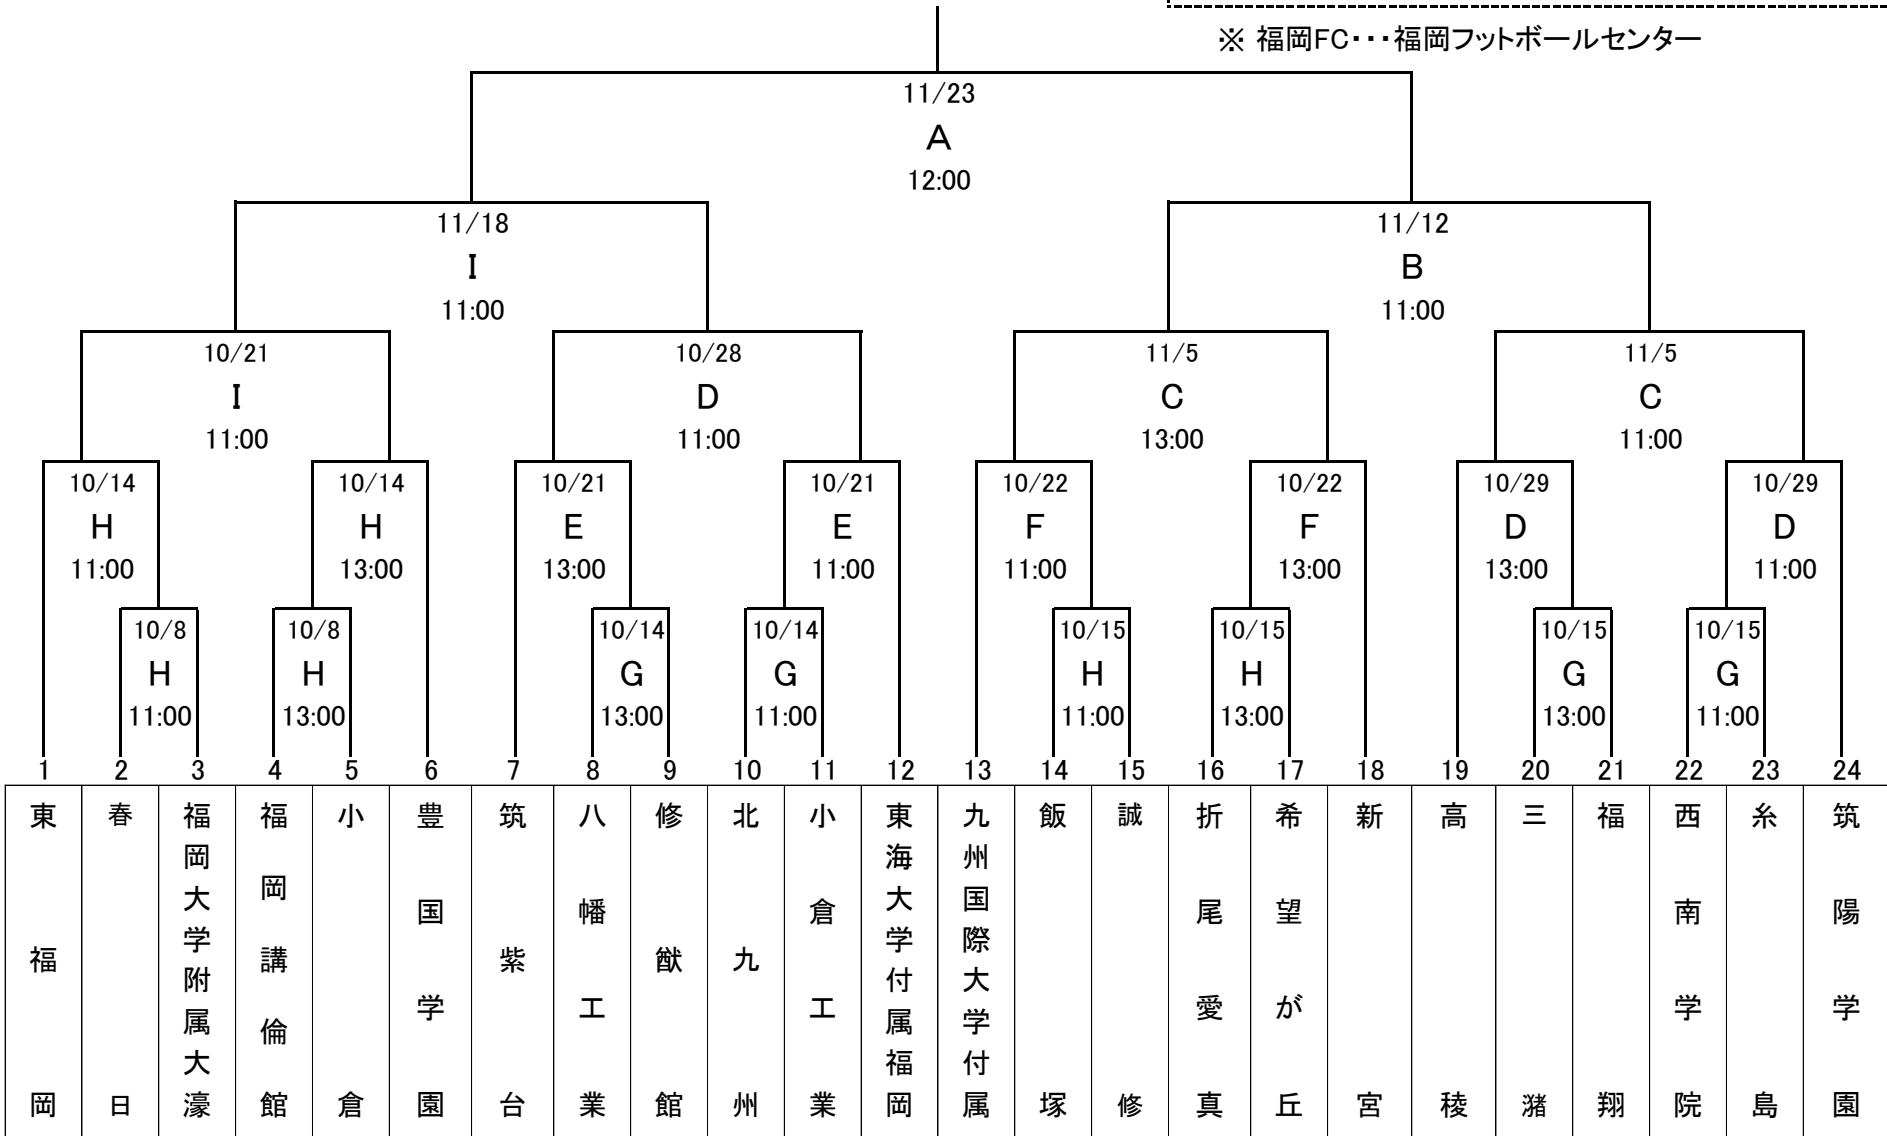 ※ 福岡FC・・・福岡フットボールセンター
11/23
A
12:00
11/18
I
11:00
11/12
B
11:00
10/21
I
11:00
10/28
D
11:00
11/5
C
13:00
11/5
C
11:00
10/14
H
11:00
10/14
H
13:00
10/21
E
13:00
10/21
E
11:00
10/22
F
11:00
10/22
F
13:00
10/29
D
13:00
10/29
D
11:00
10/8
H
11:00
10/8
H
13:00
10/14
G
13:00
10/14
G
11:00
10/15
H
11:00
10/15
H
13:00
10/15
G
13:00
10/15
G
11:00
1 2 3 4 5 6 7 8 9 10 11 12 13 14 15 16 17 18 19 20 21 22 23 24
東福岡
春日
福岡大学附属大濠
福岡講倫館
小倉
豊国学園
筑紫台
八幡工業
修猷館
北九州
小倉工業
東海大学付属福岡
九州国際大学付属
飯塚
誠修
折尾愛真
希望が丘
新宮
高稜
三潴
福翔
西南学院
糸島
筑陽学園